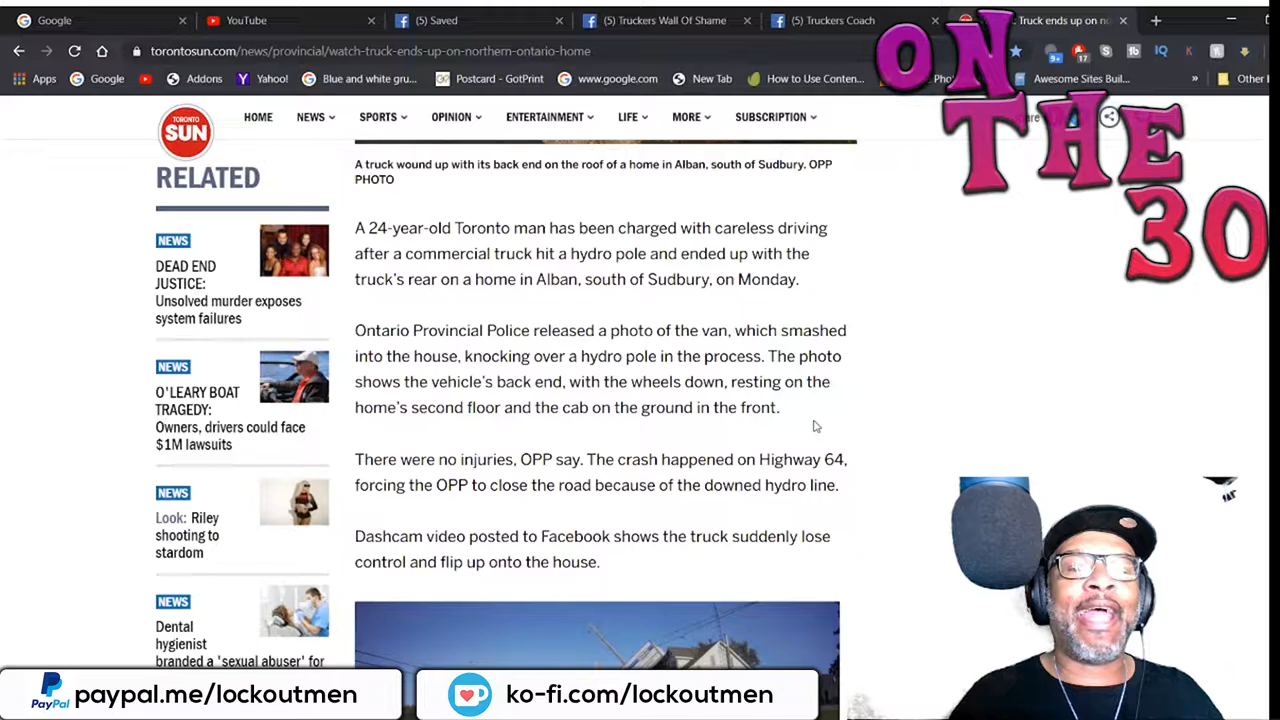 Google
YouTube
(5) Saved
(5) Truckers Wall Of Shame
(5) Truckers Coach
Truck ends up on no
torontosun.com/news/provincial/watch-truck-ends-up-on-northern-ontario-home
Apps
Google
Addons
Yahoo!
Blue and white gru...
Postcard - GotPrint
www.google.com
New Tab
How to Use Conten...
Awesome Sites Buil...
Other
ON
THE
30
TORONTO
SUN
HOME
NEWS
SPORTS
OPINION
ENTERTAINMENT
LIFE
MORE
SUBSCRIPTION
RELATED
NEWS
DEAD END
JUSTICE:
Unsolved murder exposes
system failures
NEWS
O'LEARY BOAT
TRAGEDY:
Owners, drivers could face
$1M lawsuits
NEWS
Look: Riley
shooting to
stardom
NEWS
Dental
hygienist
branded a 'sexual abuser' for
A truck wound up with its back end on the roof of a home in Alban, south of Sudbury. OPP
PHOTO
A 24-year-old Toronto man has been charged with careless driving
after a commercial truck hit a hydro pole and ended up with the
truck's rear on a home in Alban, south of Sudbury, on Monday.
Ontario Provincial Police released a photo of the van, which smashed
into the house, knocking over a hydro pole in the process. The photo
shows the vehicle's back end, with the wheels down, resting on the
home's second floor and the cab on the ground in the front.
There were no injuries, OPP say. The crash happened on Highway 64,
forcing the OPP to close the road because of the downed hydro line.
Dashcam video posted to Facebook shows the truck suddenly lose
control and flip up onto the house.
PayPal
paypal.me/lockoutmen
ko-fi.com/lockoutmen